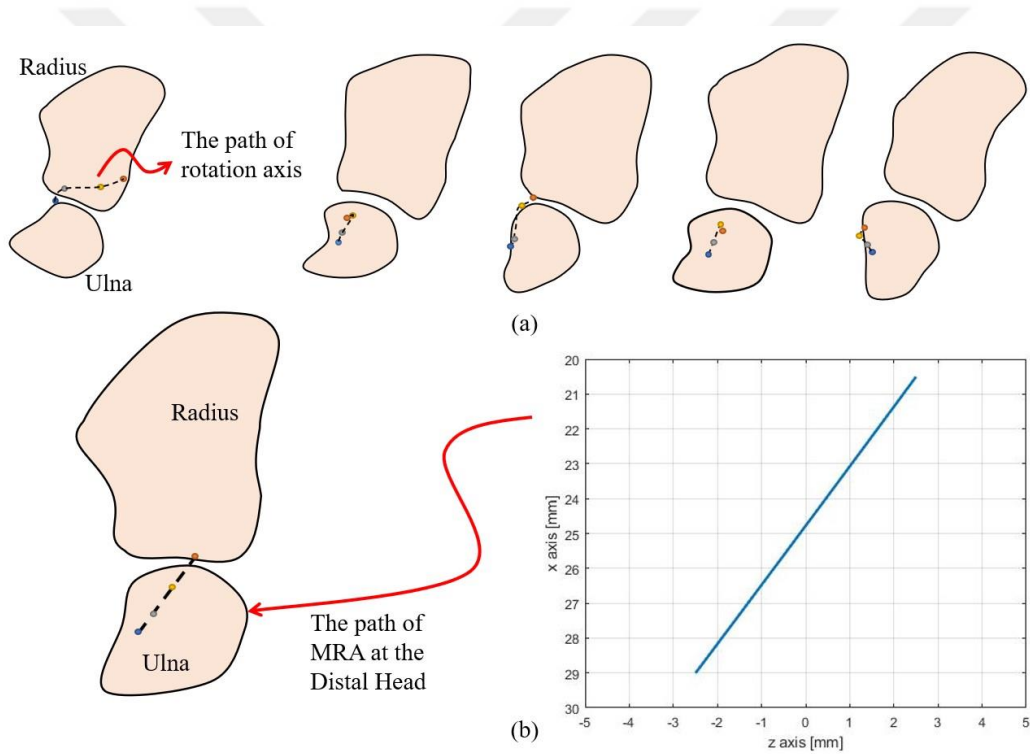 Radius
The path of
rotation axis
Ulna
(a)
Radius
Ulna
The path of
MRA at the
Distal Head
20
21
22
23
24
25
26
27
28
29
30
x axis [mm]
-5 -4 -3 -2 -1 0 1 2 3 4 5
z axis [mm]
(b)